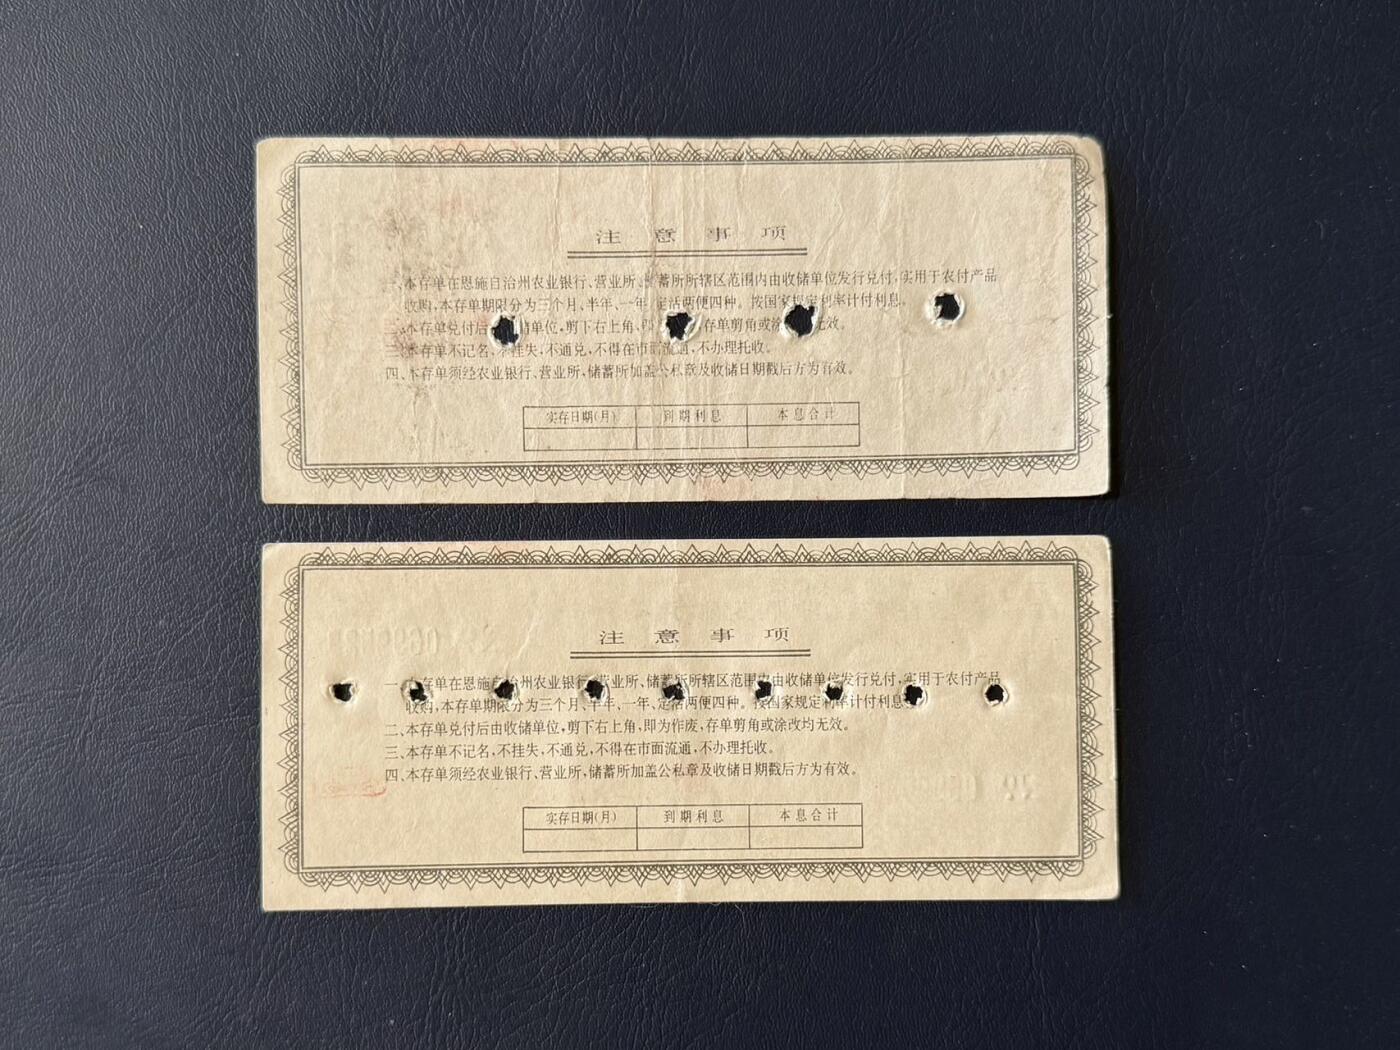 注意事项
一、本存单在恩施自治州农业银行、营业所、蓄所所辖区范围内由收储单位发行兑付，实用于农付产品
收购，本存单期限分为三个月、半年、一年、定活两便四种。按国家规定利率计付利息。
二、本存单兑付后 储单位，剪下右上角，即 存单剪角或涂 无效。
三、本存单不记名，不挂失，不通兑，不得在市面流通，不办理托收。
四、本存单须经农业银行、营业所，储蓄所加盖公私章及收储日期戳后方为有效。
实存日期(月) 到期利息 本息合计
注意事项
一、本存单在恩施自治州农业银行、营业所、储蓄所所辖区范围内由收储单位发行兑付，实用于农付产品
收购，本存单期限分为三个月、半年、一年、定活两便四种。按国家规定利率计付利息
二、本存单兑付后由收储单位，剪下右上角，即为作废，存单剪角或涂改均无效。
三、本存单不记名，不挂失，不通兑，不得在市面流通，不办理托收。
四、本存单须经农业银行、营业所，储蓄所加盖公私章及收储日期戳后方为有效。
实存日期(月) 到期利息 本息合计